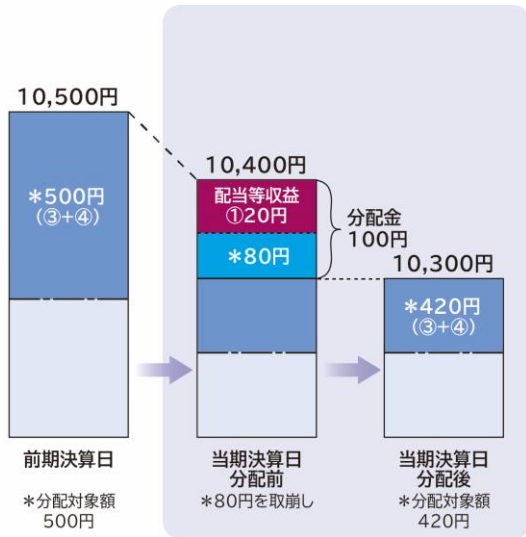 10,500円
*500円
(③+④)
前期決算日
*分配対象額
500円
10,400円
配当等収益
①20円
*80円
分配金
100円
当期決算日
分配前
*80円を取崩し
10,300円
*420円
(③+④)
当期決算日
分配後
*分配対象額
420円